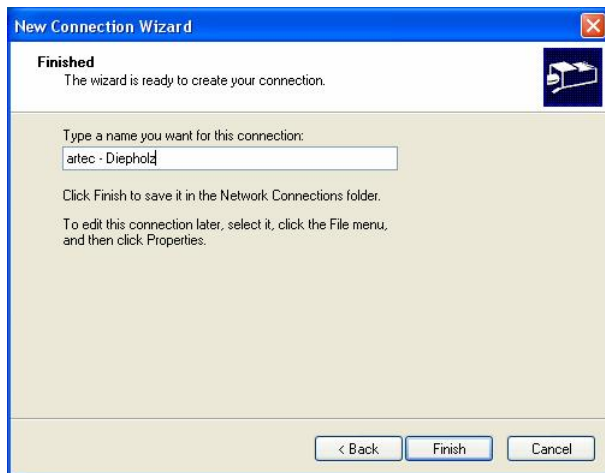 New Connection Wizard
Finished
The wizard is ready to create your connection.
Type a name you want for this connection:
artec - Diepholz
Click Finish to save it in the Network Connections folder.
To edit this connection later, select it, click the File menu,
and then click Properties.
< Back
Finish
Cancel